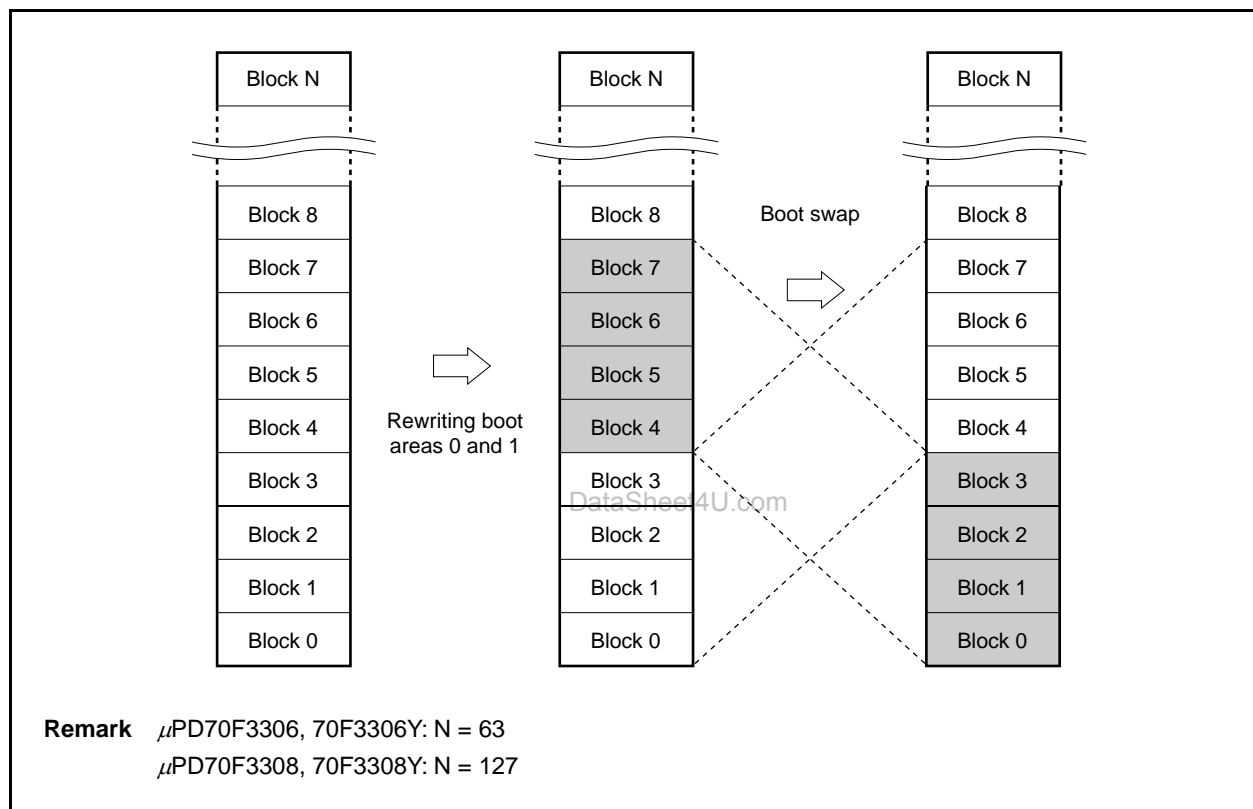 Block N
Block 8
Block 7
Block 6
Block 5
Block 4
Block 3
Block 2
Block 1
Block 0
Rewriting boot
areas 0 and 1
Block N
Block 8
Block 7
Block 6
Block 5
Block 4
Block 3
DataSheet4U.com
Block 2
Block 1
Block 0
Boot swap
Block N
Block 8
Block 7
Block 6
Block 5
Block 4
Block 3
Block 2
Block 1
Block 0
Remark μPD70F3306, 70F3306Y: N = 63
μPD70F3308, 70F3308Y: N = 127